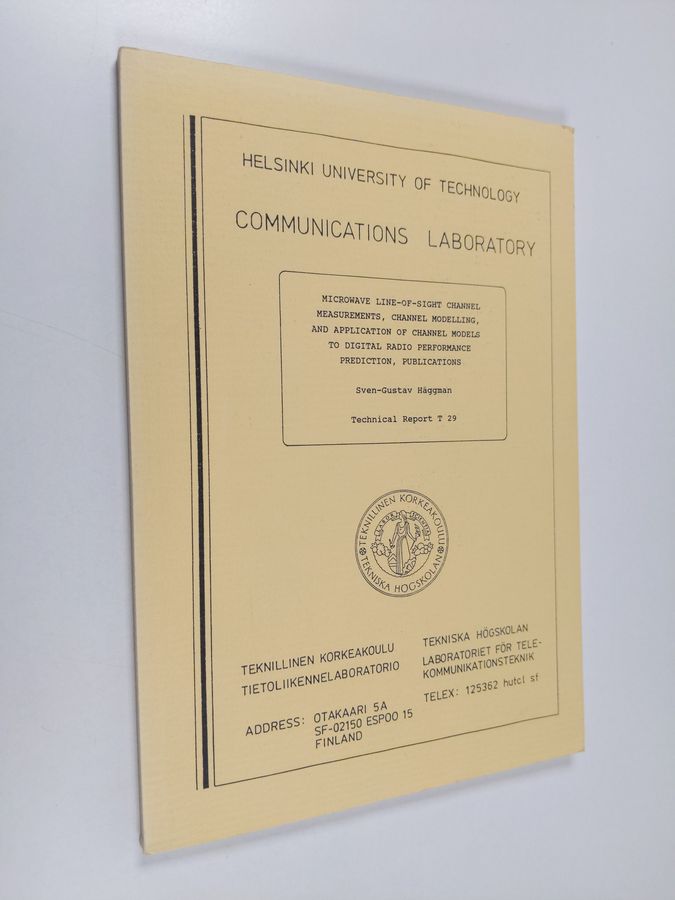 HELSINKI UNIVERSITY OF TECHNOLOGY
COMMUNICATIONS LABORATORY
MICROWAVE LINE-OF-SIGHT CHANNEL
MEASUREMENTS, CHANNEL MODELLING,
AND APPLICATION OF CHANNEL MODELS
TO DIGITAL RADIO PERFORMANCE
PREDICTION, PUBLICATIONS
Sven-Gustav Häggman
Technical Report T 29
TEKNILLINEN KORKEAKOULU
TEKNISKA HÖGSKOLAN
TEKNILLINEN KORKEAKOULU
TIETOLIIKENNELABORATORIO
TEKNISKA HÖGSKOLAN
LABORATORIET FÖR TELE-
KOMMUNIKATIONSTEKNIK
ADDRESS: OTAKAARI 5A
SF-02150 ESPOO 15
FINLAND
TELEX: 125362 hutcl sf